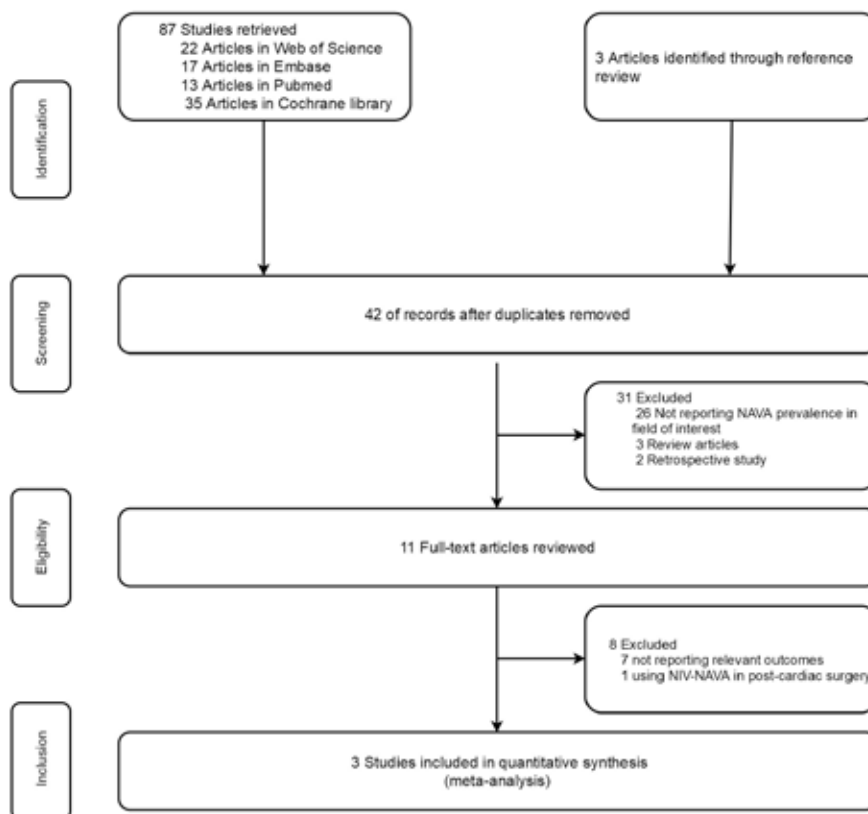 87 Studies retrieved
22 Articles in Web of Science
17 Articles in Embase
13 Articles in Pubmed
35 Articles in Cochrane library
3 Articles identified through reference
review
Identification
42 of records after duplicates removed
Screening
31 Excluded
26 Not reporting NAVA prevalence in
field of interest
3 Review articles
2 Retrospective study
11 Full-text articles reviewed
Eligibility
8 Excluded
7 not reporting relevant outcomes
1 using NIV-NAVA in post-cardiac surgery
3 Studies included in quantitative synthesis
(meta-analysis)
Inclusion